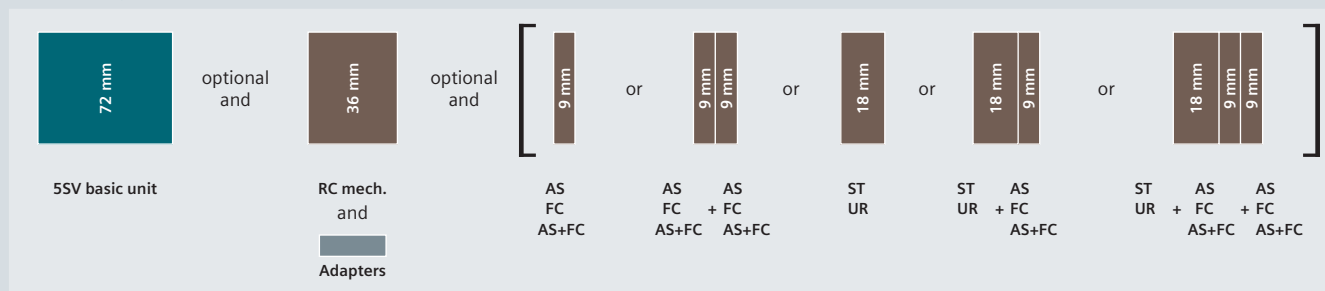 72 mm
optional
and
36 mm
optional
and
9 mm
or
9 mm
9 mm
or
18 mm
or
18 mm
9 mm
or
18 mm
9 mm
9 mm
5SV basic unit
RC mech.
and
Adapters
AS
FC
AS+FC
AS AS
FC + FC
AS+FC AS+FC
ST
UR
ST AS
UR + FC
AS+FC
ST AS AS
UR + FC + FC
AS+FC AS+FC